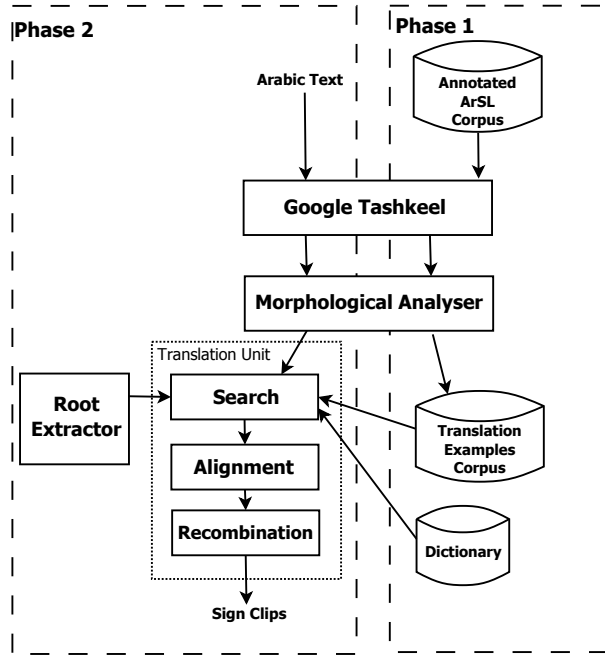 Phase 2
Phase 1
Annotated
ArSL
Corpus
Arabic Text
Google Tashkeel
Morphological Analyser
Translation Unit
Search
Root
Extractor
Alignment
Translation
Examples
Corpus
Recombination
Dictionary
Sign Clips